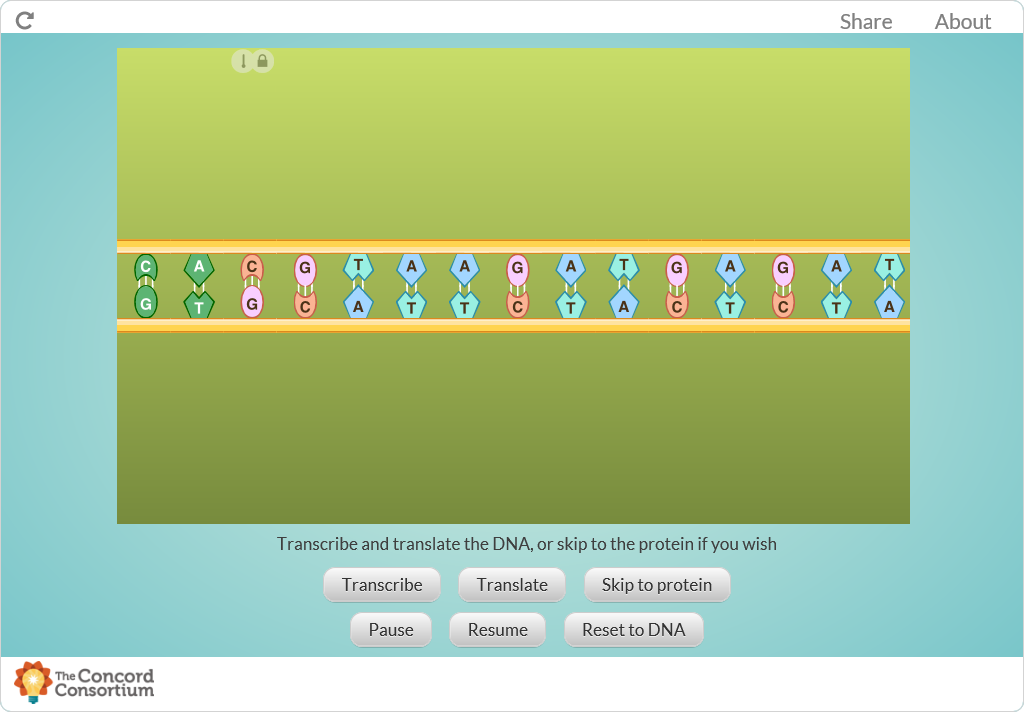 Share About
C A C G T A A G A T G A G A T
G T G C A T T C T A C T C T A
Transcribe and translate the DNA, or skip to the protein if you wish
Transcribe Translate Skip to protein
Pause Resume Reset to DNA
The Concord
Consortium